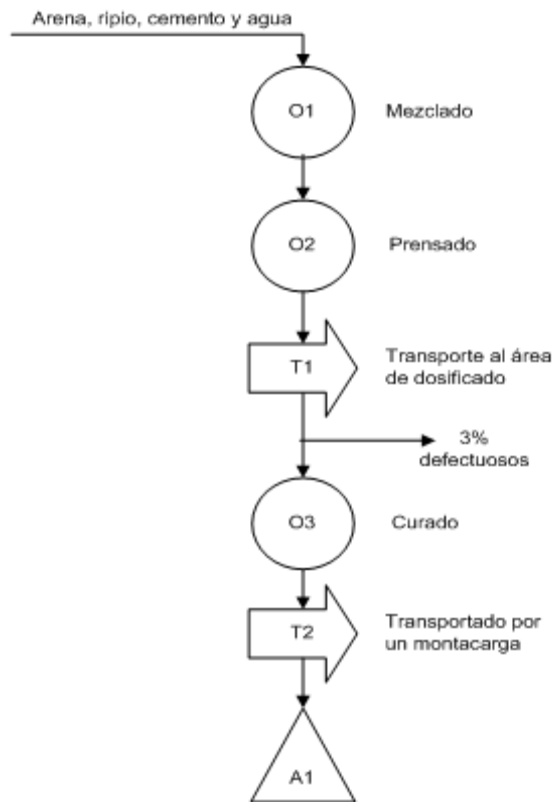 Arena, ripio, cemento y agua
O1
Mezclado
O2
Prensado
T1
Transporte al área
de dosificado
3%
defectuosos
O3
Curado
T2
Transportado por
un montacarga
A1